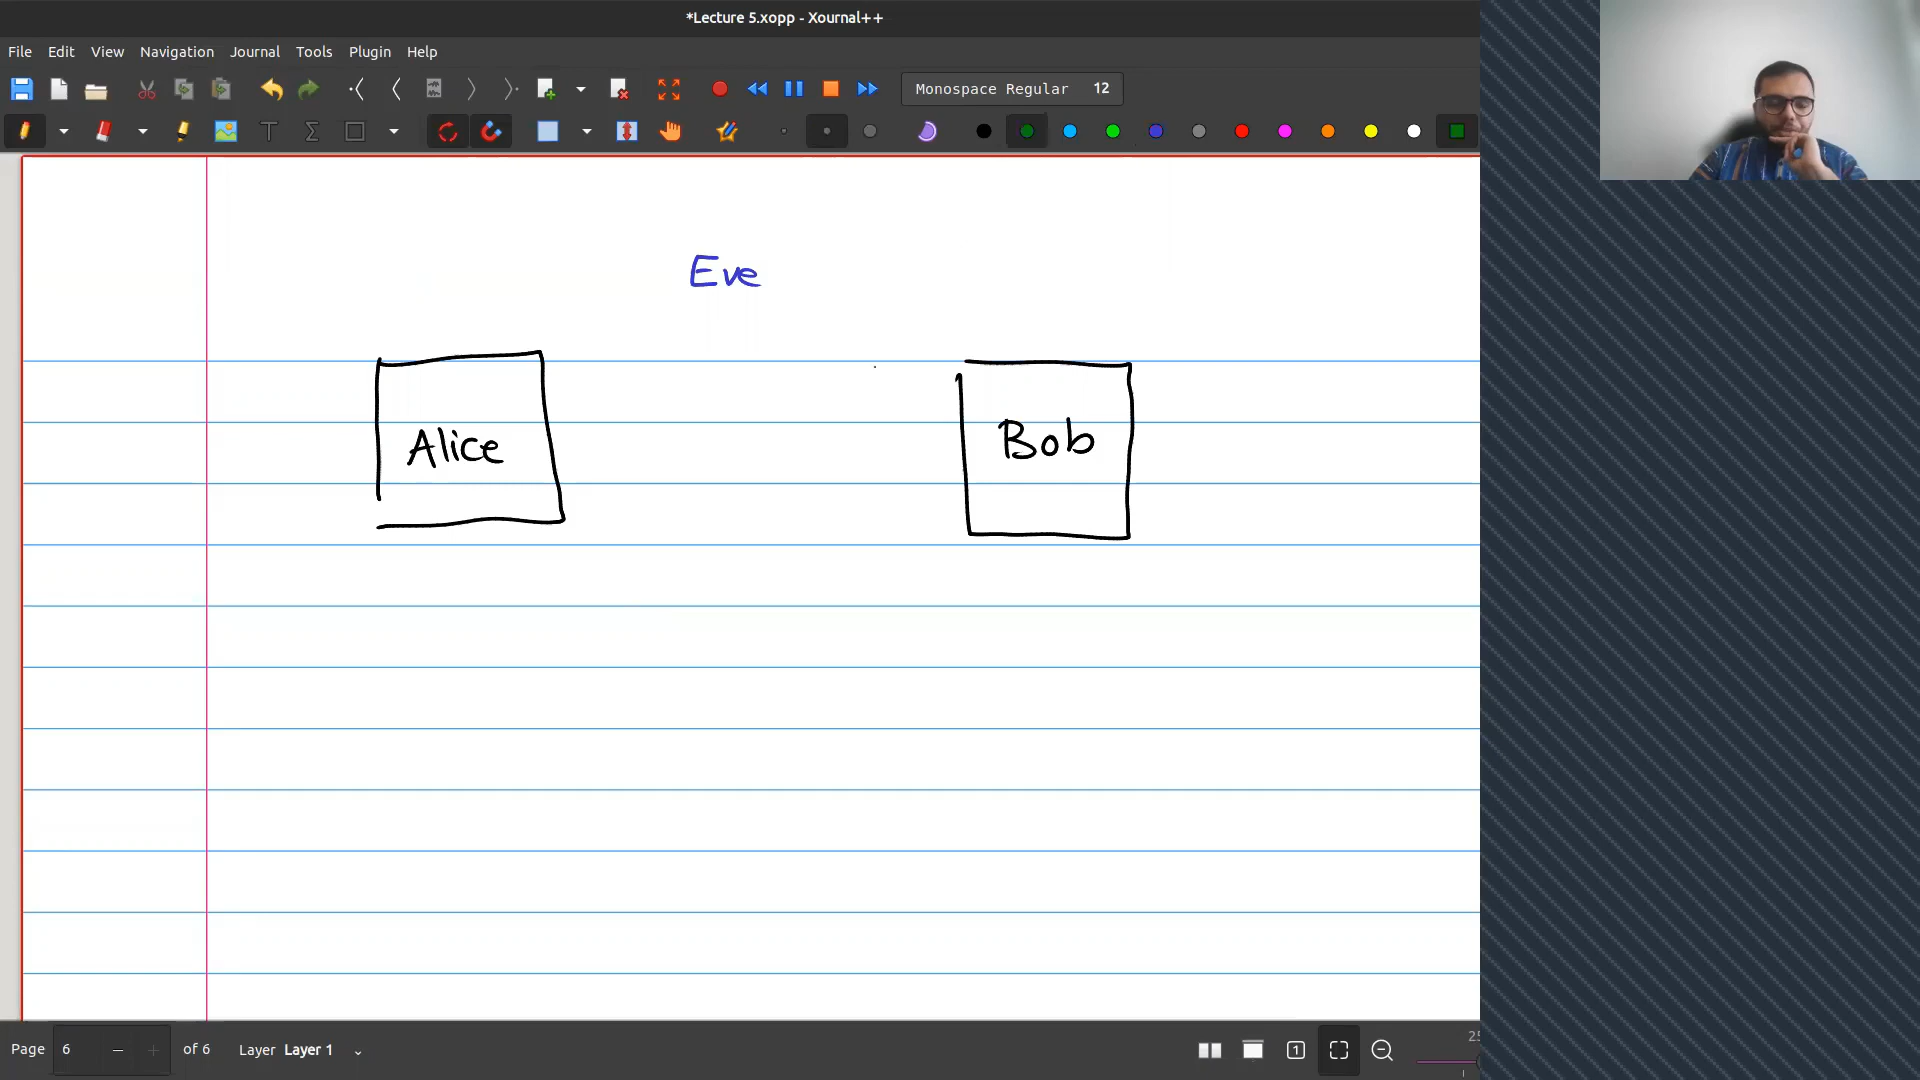 *Lecture 5.xopp - Xournal++
File Edit View Navigation Journal Tools Plugin Help
Monospace Regular 12
Eve
Alice
Bob
Page 6 of 6 Layer Layer 1